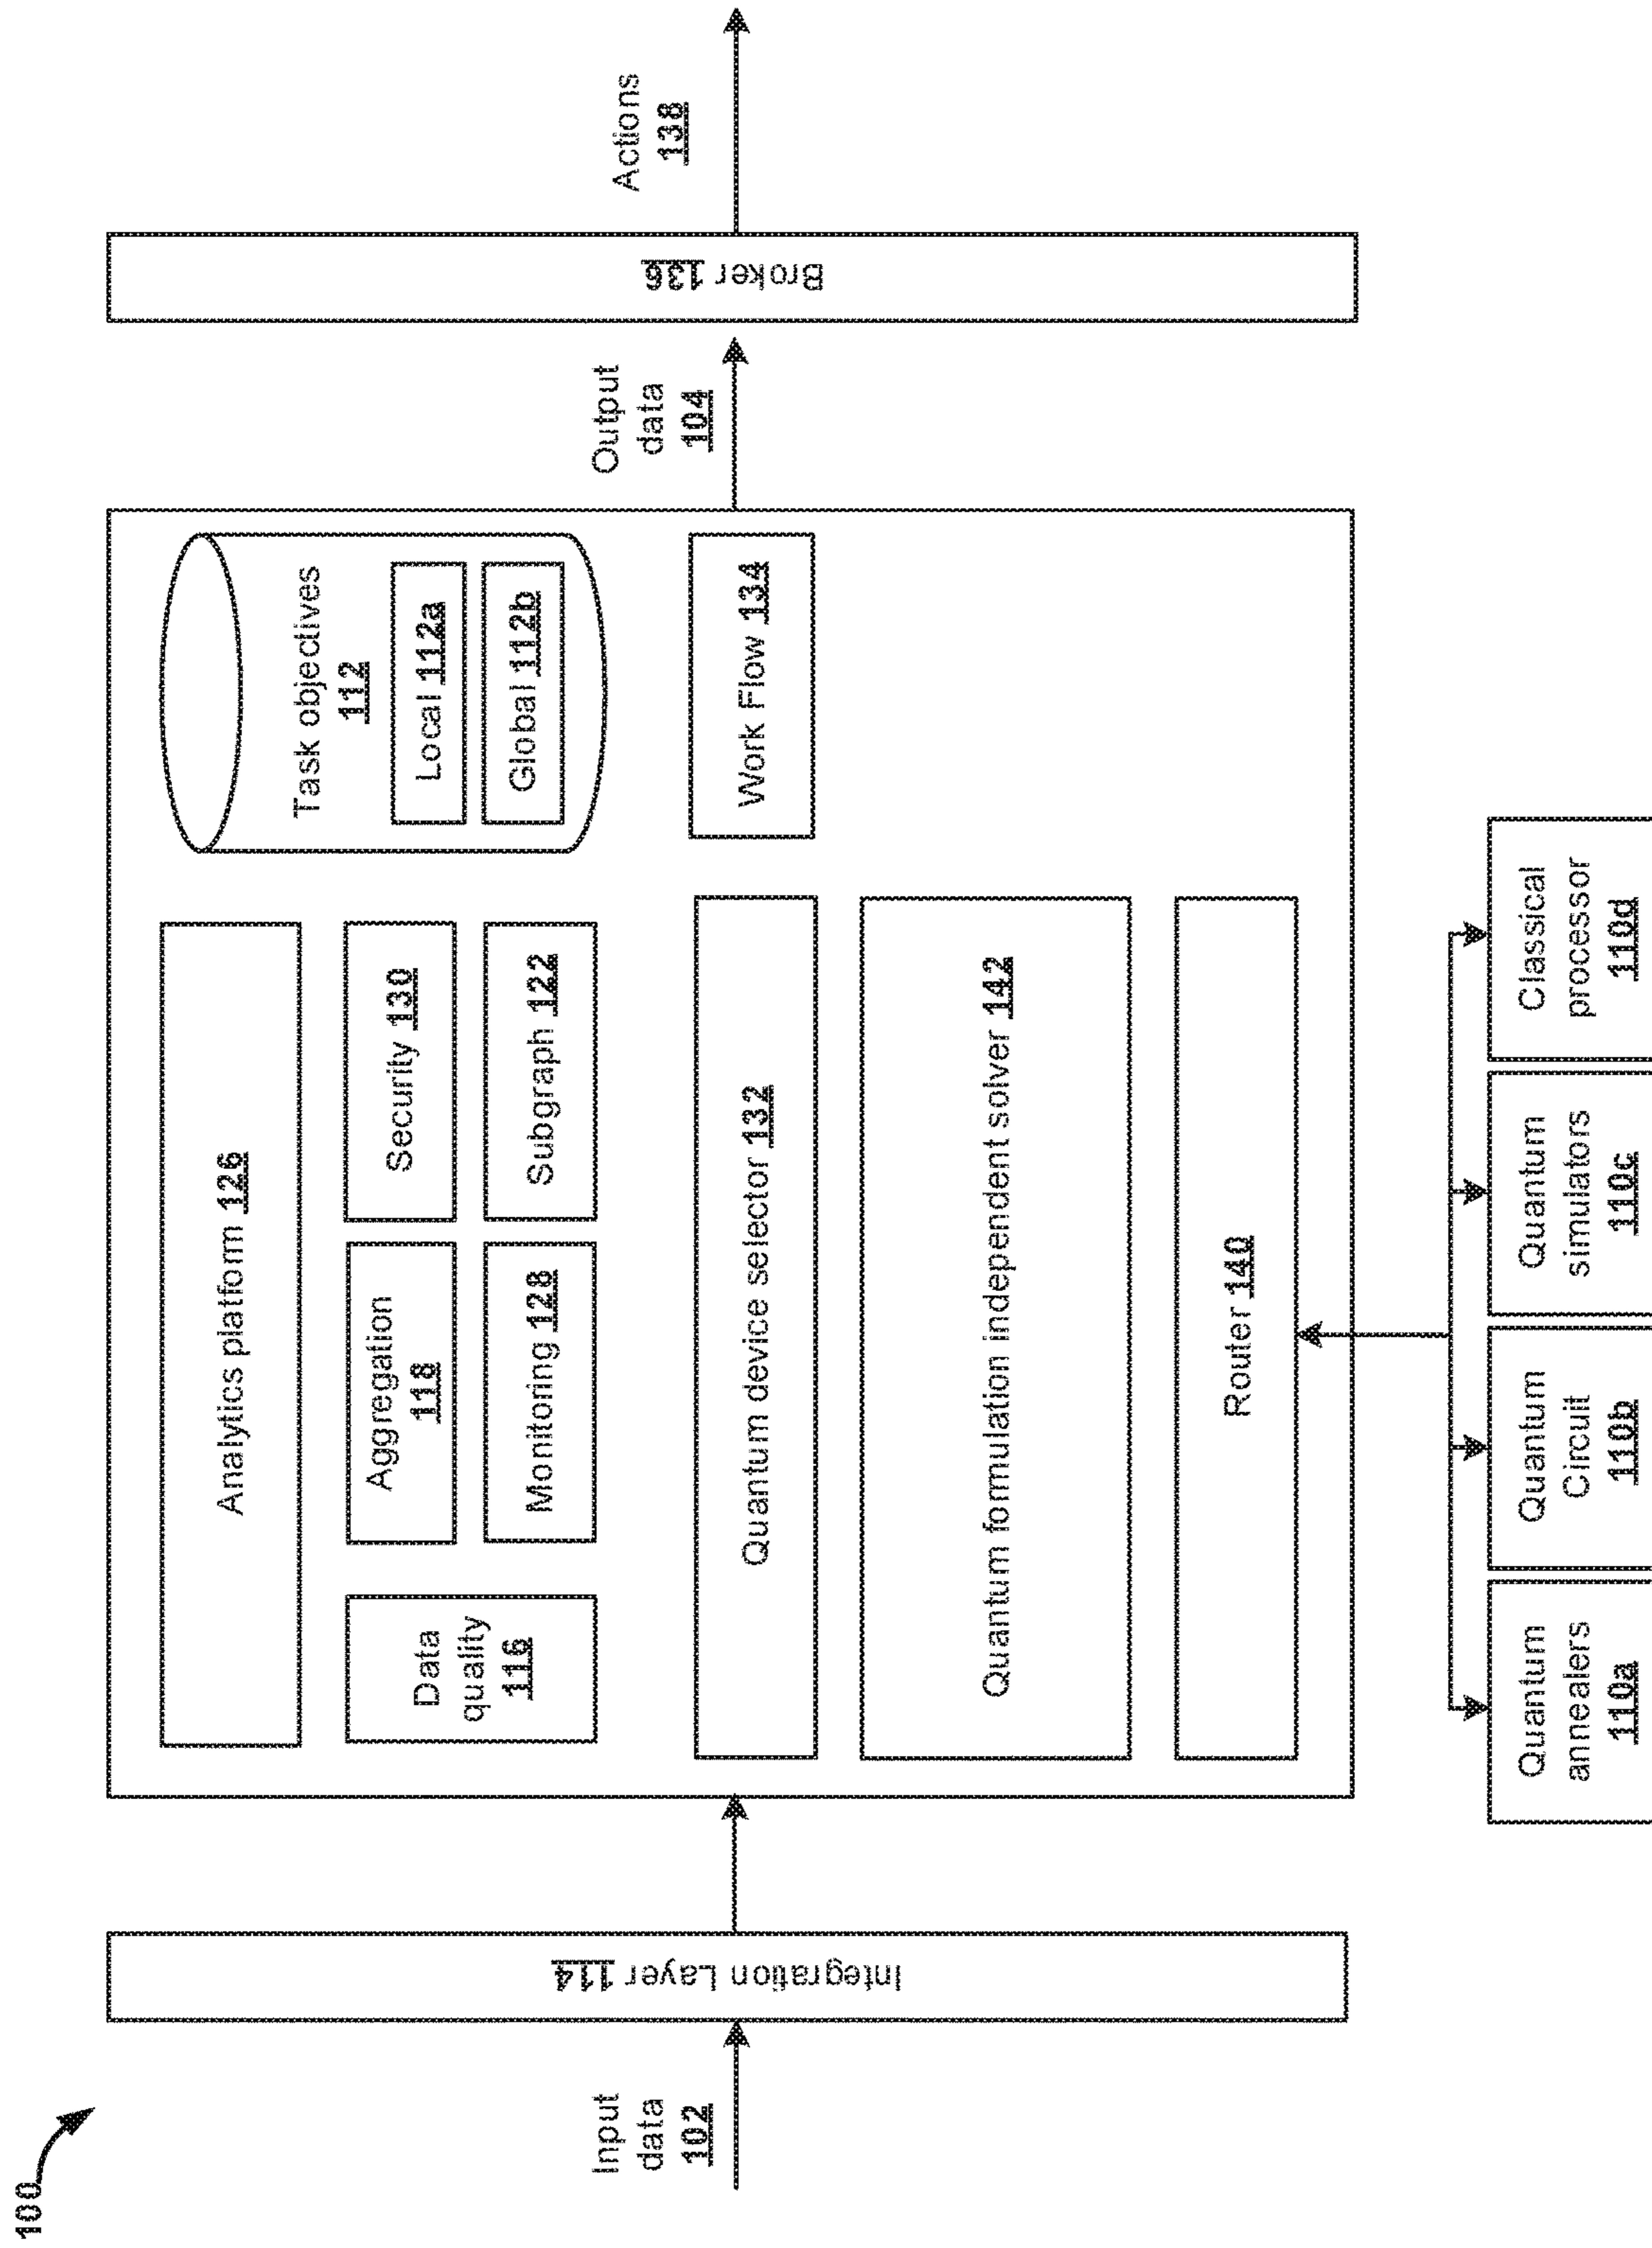 100
Input
data
102
Integration Layer 114
Analytics platform 126
Data
quality
116
Aggregation
118
Security 130
Monitoring 128
Subgraph 122
Task objectives
112
Local 112a
Global 112b
Quantum device selector 132
Work Flow 134
Quantum formulation independent solver 142
Router 140
Output
data
104
Broker 136
Actions
138
Quantum
annealers
110a
Quantum
Circuit
110b
Quantum
simulators
110c
Classical
processor
110d